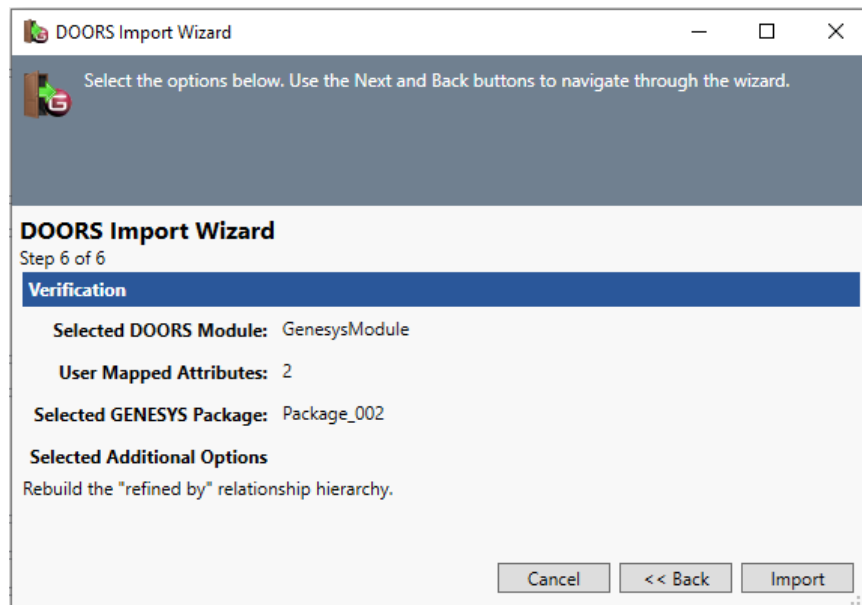 DOORS Import Wizard
Select the options below. Use the Next and Back buttons to navigate through the wizard.
G
DOORS Import Wizard
Step 6 of 6
Verification
Selected DOORS Module: GenesysModule
User Mapped Attributes: 2
Selected GENESYS Package: Package_002
Selected Additional Options
Rebuild the "refined by" relationship hierarchy.
Cancel << Back Import